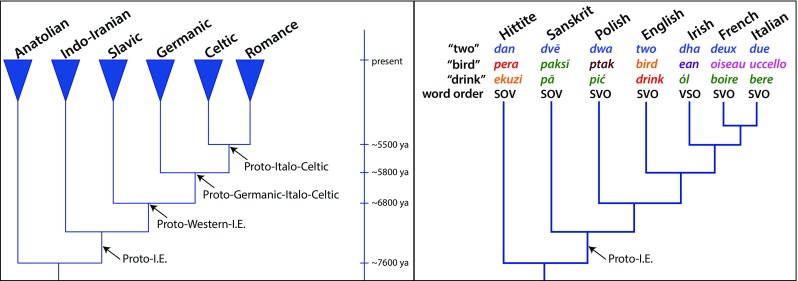 Anatolian
Indo-Iranian
Slavic
Germanic
Celtic
Romance
present
~5500 ya
~5800 ya
~6800 ya
~7600 ya
Proto-Italo-Celtic
Proto-Germanic-Italo-Celtic
Proto-Western-I.E.
Proto-I.E.
Hittite Sanskrit Polish English Irish French Italian
"two" dan dvē dwa two dha deux due
"bird" pera paksi ptak bird ean oiseau uccello
"drink" ekuzi pā pić drink ól boire bere
word order SOV SOV SVO SVO VSO SVO SVO
Proto-I.E.